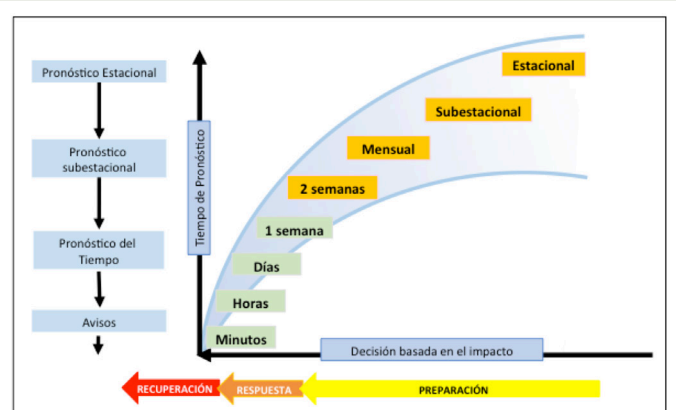 Pronóstico Estacional
Pronóstico
subestacional
Pronóstico del
Tiempo
Avisos
Tiempo de Pronóstico
Estacional
Subestacional
Mensual
2 semanas
1 semana
Días
Horas
Minutos
Decisión basada en el impacto
RECUPERACIÓN
RESPUESTA
PREPARACIÓN